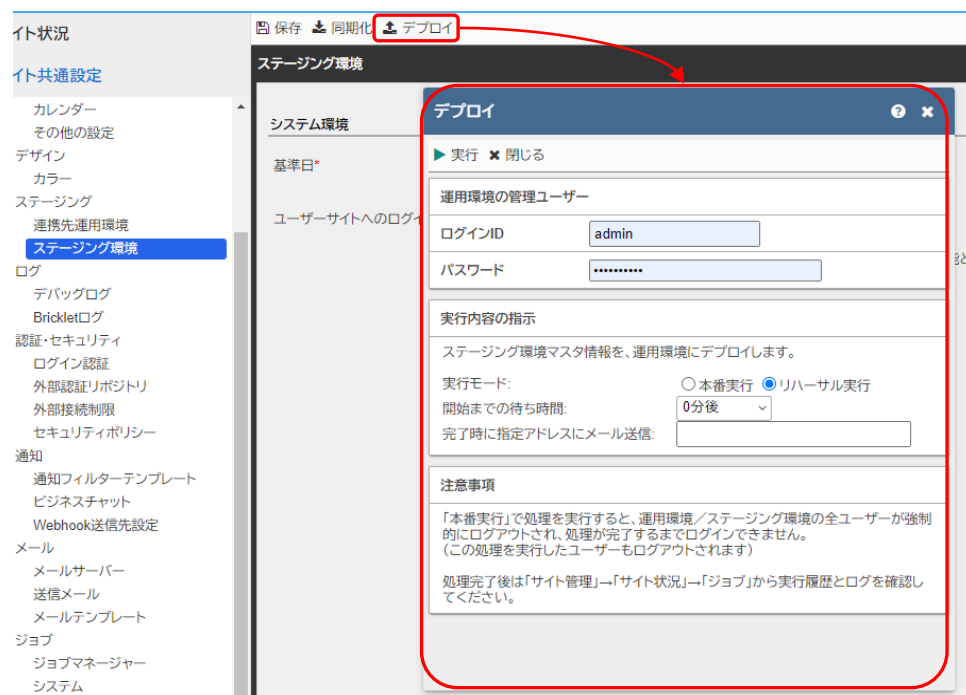 イト状況
イト共通設定
カレンダー
その他の設定
デザイン
カラー
ステージング
連携先運用環境
ステージング環境
ログ
デバッグログ
Brickletログ
認証・セキュリティ
ログイン認証
外部認証リポジトリ
外部接続制限
セキュリティポリシー
通知
通知フィルターテンプレート
ビジネスチャット
Webhook送信先設定
メール
メールサーバー
送信メール
メールテンプレート
ジョブ
ジョブマネージャー
システム
保存 同期化 デプロイ
ステージング環境
システム環境
基準日*
ユーザーサイトへのログイ
デプロイ
実行 閉じる
運用環境の管理ユーザー
ログインID admin
パスワード ••••••••••
実行内容の指示
ステージング環境マスタ情報を、運用環境にデプロイします。
実行モード: 本番実行 リハーサル実行
開始までの待ち時間: 0分後
完了時に指定アドレスにメール送信:
注意事項
「本番実行」で処理を実行すると、運用環境／ステージング環境の全ユーザーが強制
的にログアウトされ、処理が完了するまでログインできません。
（この処理を実行したユーザーもログアウトされます）
処理完了後は「サイト管理」→「サイト状況」→「ジョブ」から実行履歴とログを確認し
てください。